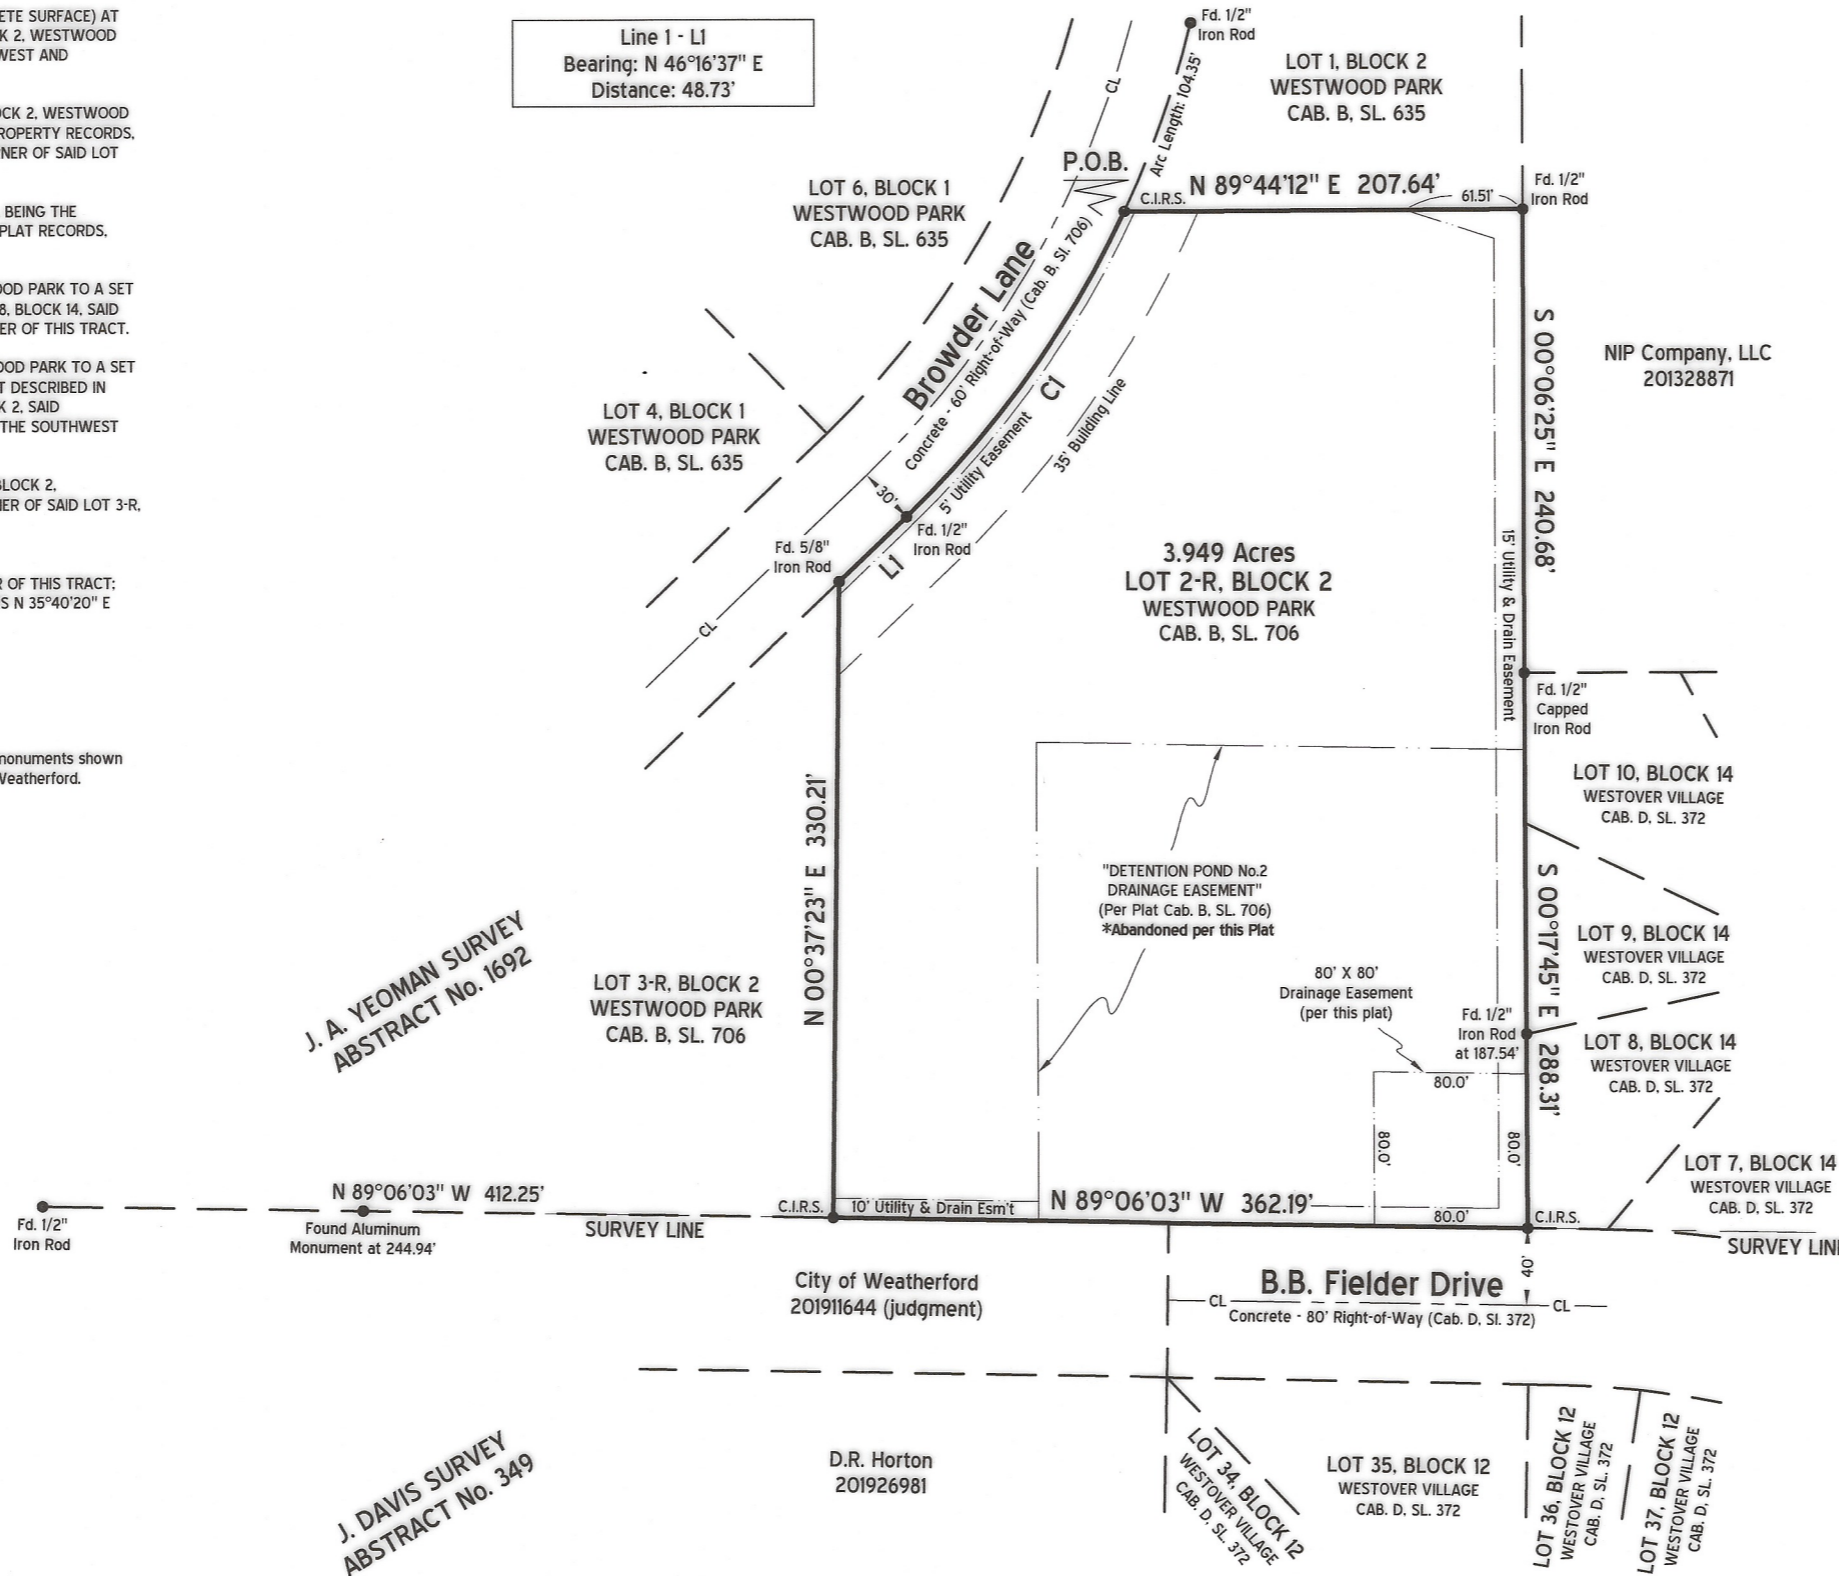 ETE SURFACE) AT
K 2, WESTWOOD
WEST AND
OCK 2, WESTWOOD
ROPERTY RECORDS,
NER OF SAID LOT
BEING THE
PLAT RECORDS,
OOD PARK TO A SET
8, BLOCK 14, SAID
ER OF THIS TRACT.
OOD PARK TO A SET
T DESCRIBED IN
K 2, SAID
THE SOUTHWEST
BLOCK 2,
NER OF SAID LOT 3-R,
R OF THIS TRACT;
S N 35°40'20" E
monuments shown
Weatherford.
Line 1 - L1
Bearing: N 46°16'37" E
Distance: 48.73'
Fd. 1/2"
Iron Rod
CL
Arc Length: 104.35'
LOT 1, BLOCK 2
WESTWOOD PARK
CAB. B, SL. 635
P.O.B.
C.I.R.S.
N 89°44'12" E 207.64'
61.51'
Fd. 1/2"
Iron Rod
LOT 6, BLOCK 1
WESTWOOD PARK
CAB. B, SL. 635
Browder Lane
Concrete - 60' Right-of-Way (Cab. B, Sl. 706)
C1
5' Utility Easement
35' Building Line
S 00°06'25" E 240.68'
NIP Company, LLC
201328871
LOT 4, BLOCK 1
WESTWOOD PARK
CAB. B, SL. 635
30'
Fd. 1/2"
Iron Rod
Fd. 5/8"
Iron Rod
L1
CL
3.949 Acres
LOT 2-R, BLOCK 2
WESTWOOD PARK
CAB. B, SL. 706
15' Utility & Drain Easement
Fd. 1/2"
Capped
Iron Rod
LOT 10, BLOCK 14
WESTOVER VILLAGE
CAB. D, SL. 372
N 00°37'23" E 330.21'
"DETENTION POND No.2
DRAINAGE EASEMENT"
(Per Plat Cab. B, SL. 706)
*Abandoned per this Plat
S 00°17'45" E 288.31'
LOT 9, BLOCK 14
WESTOVER VILLAGE
CAB. D, SL. 372
J. A. YEOMAN SURVEY
ABSTRACT No. 1692
LOT 3-R, BLOCK 2
WESTWOOD PARK
CAB. B, SL. 706
80' X 80'
Drainage Easement
(per this plat)
Fd. 1/2"
Iron Rod
at 187.54'
LOT 8, BLOCK 14
WESTOVER VILLAGE
CAB. D, SL. 372
80.0'
80.0'
80.0'
80.0'
LOT 7, BLOCK 14
WESTOVER VILLAGE
CAB. D, SL. 372
Fd. 1/2"
Iron Rod
N 89°06'03" W 412.25'
Found Aluminum
Monument at 244.94'
SURVEY LINE
C.I.R.S.
10' Utility & Drain Esm't
N 89°06'03" W 362.19'
C.I.R.S.
SURVEY LINE
City of Weatherford
201911644 (judgment)
B.B. Fielder Drive
40'
CL
CL
Concrete - 80' Right-of-Way (Cab. D, Sl. 372)
J. DAVIS SURVEY
ABSTRACT No. 349
D.R. Horton
201926981
LOT 34, BLOCK 12
WESTOVER VILLAGE
CAB. D, SL. 372
LOT 35, BLOCK 12
WESTOVER VILLAGE
CAB. D, SL. 372
LOT 36, BLOCK 12
WESTOVER VILLAGE
CAB. D, SL. 372
LOT 37, BLOCK 12
WESTOVER VILLAGE
CAB. D, SL. 372